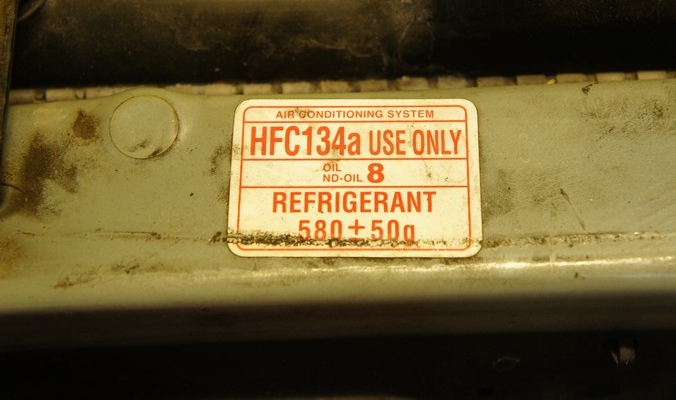 AIR CONDITIONING SYSTEM
HFC134a USE ONLY
OIL
ND-OIL 8
REFRIGERANT
580±50g